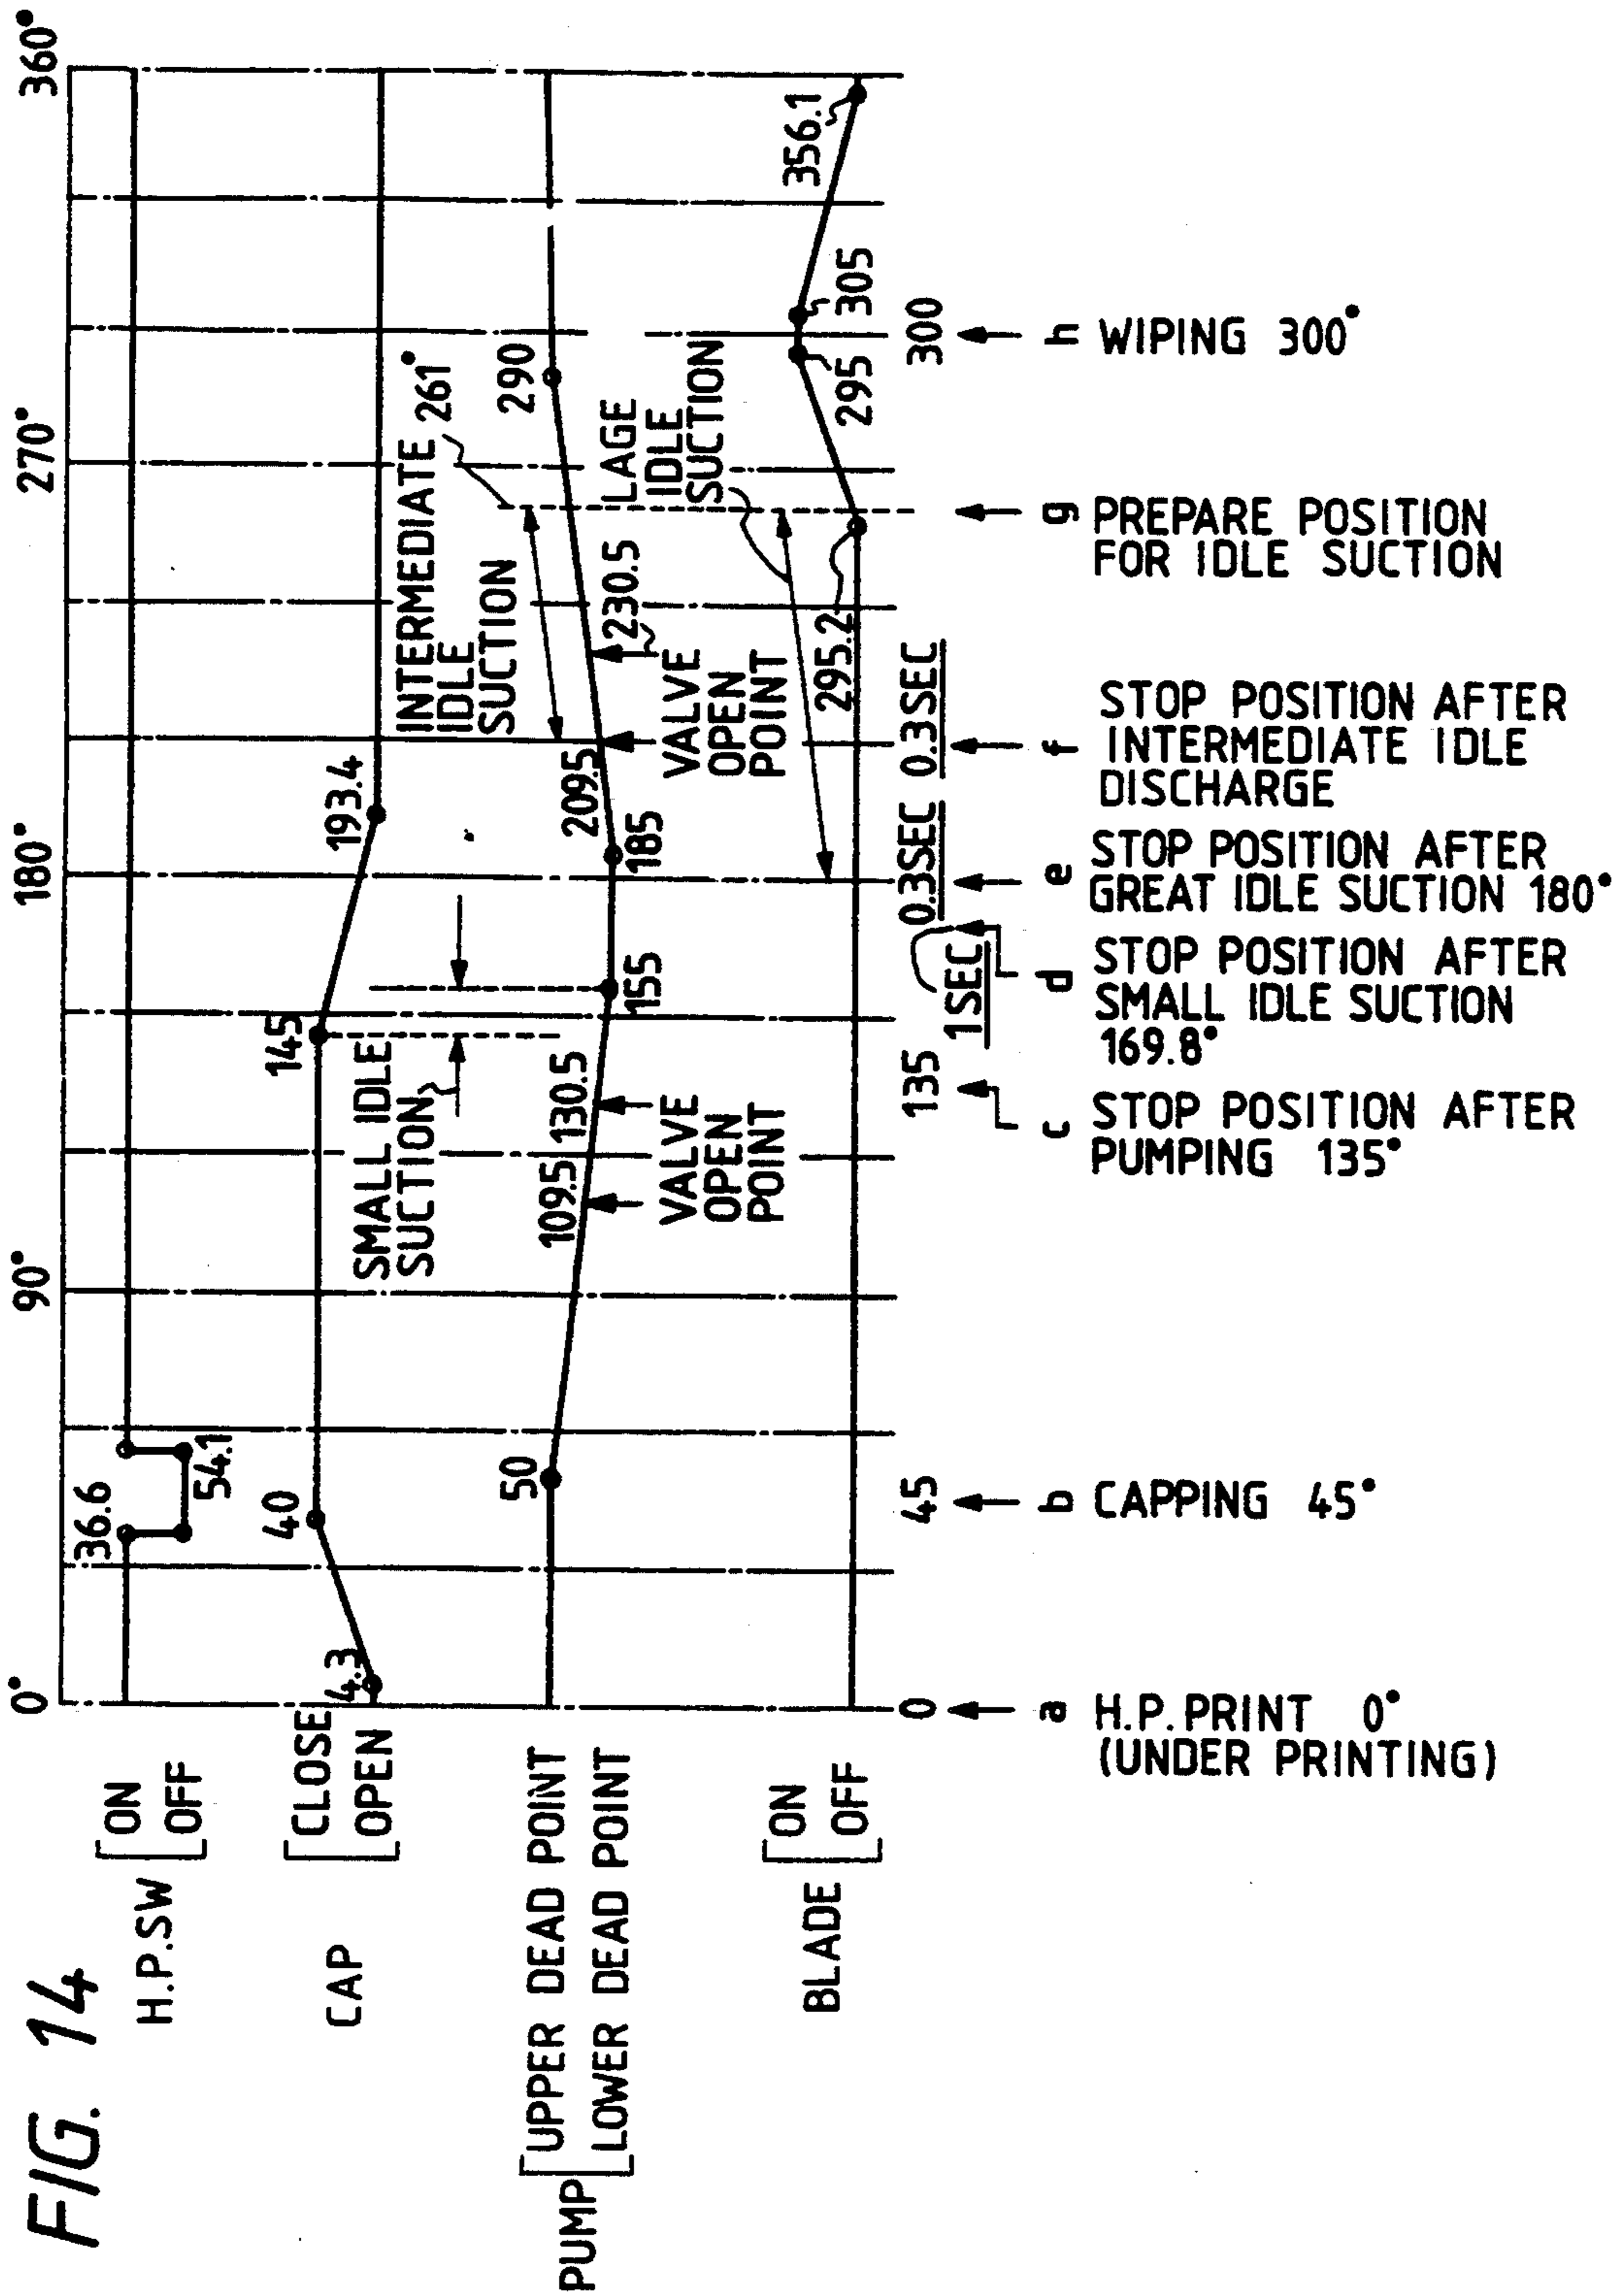 FIG. 14
0°
90°
180°
270°
360°
H.P.SW
ON
OFF
36.6
54.1
CAP
CLOSE
OPEN
4.3
40
145
193.4
SMALL IDLE
SUCTION
INTERMEDIATE 261°
IDLE
SUCTION
PUMP
UPPER DEAD POINT
LOWER DEAD POINT
50
109.5
130.5
155
185
209.5
230.5
290
VALVE
OPEN
POINT
VALVE
OPEN
POINT
LAGE
IDLE
SUCTION
BLADE
ON
OFF
295.2
295
305
356.1
0
45
135
1SEC
0.3SEC
0.3SEC
300
a
H.P. PRINT 0°
(UNDER PRINTING)
b
CAPPING 45°
c
STOP POSITION AFTER
PUMPING 135°
d
STOP POSITION AFTER
SMALL IDLE SUCTION
169.8°
e
STOP POSITION AFTER
GREAT IDLE SUCTION 180°
f
STOP POSITION AFTER
INTERMEDIATE IDLE
DISCHARGE
g
PREPARE POSITION
FOR IDLE SUCTION
h
WIPING 300°